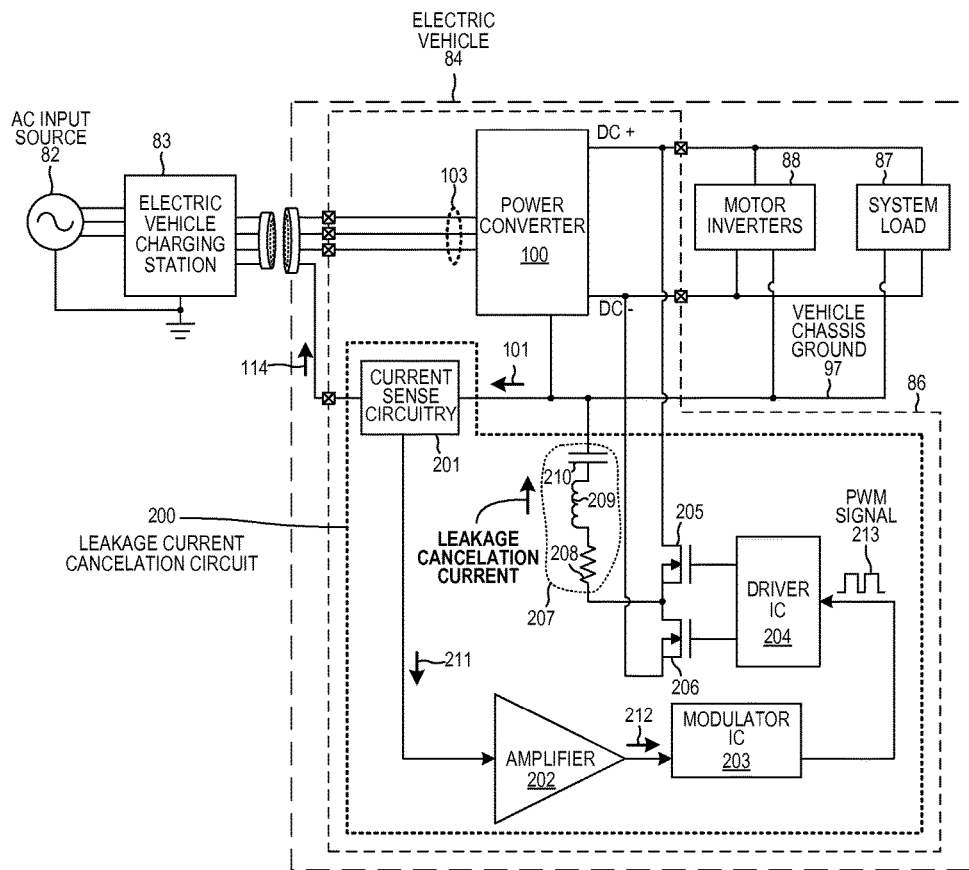 ELECTRIC
VEHICLE
84
AC INPUT
SOURCE
82
83
ELECTRIC
VEHICLE
CHARGING
STATION
103
POWER
CONVERTER
100
DC +
DC -
88
MOTOR
INVERTERS
87
SYSTEM
LOAD
VEHICLE
CHASSIS
GROUND
97
86
114
CURRENT
SENSE
CIRCUITRY
201
101
200
LEAKAGE CURRENT
CANCELATION CIRCUIT
210
209
208
LEAKAGE
CANCELATION
CURRENT
207
205
206
DRIVER
IC
204
PWM
SIGNAL
213
211
AMPLIFIER
202
212
MODULATOR
IC
203